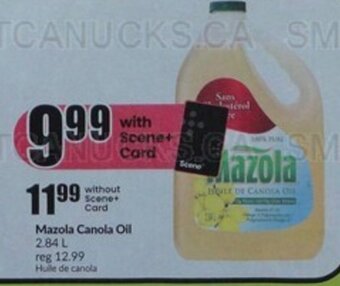 TCANUCKS.CA SM
9.99
with
Scene+
Card
11.99
without
Scene+
Card
Mazola Canola Oil
2.84 L
reg 12.99
Huile de canola
Sans
Cholestérol
Scene+
100% PURE
Mazola
HUILE DE CANOLA OIL